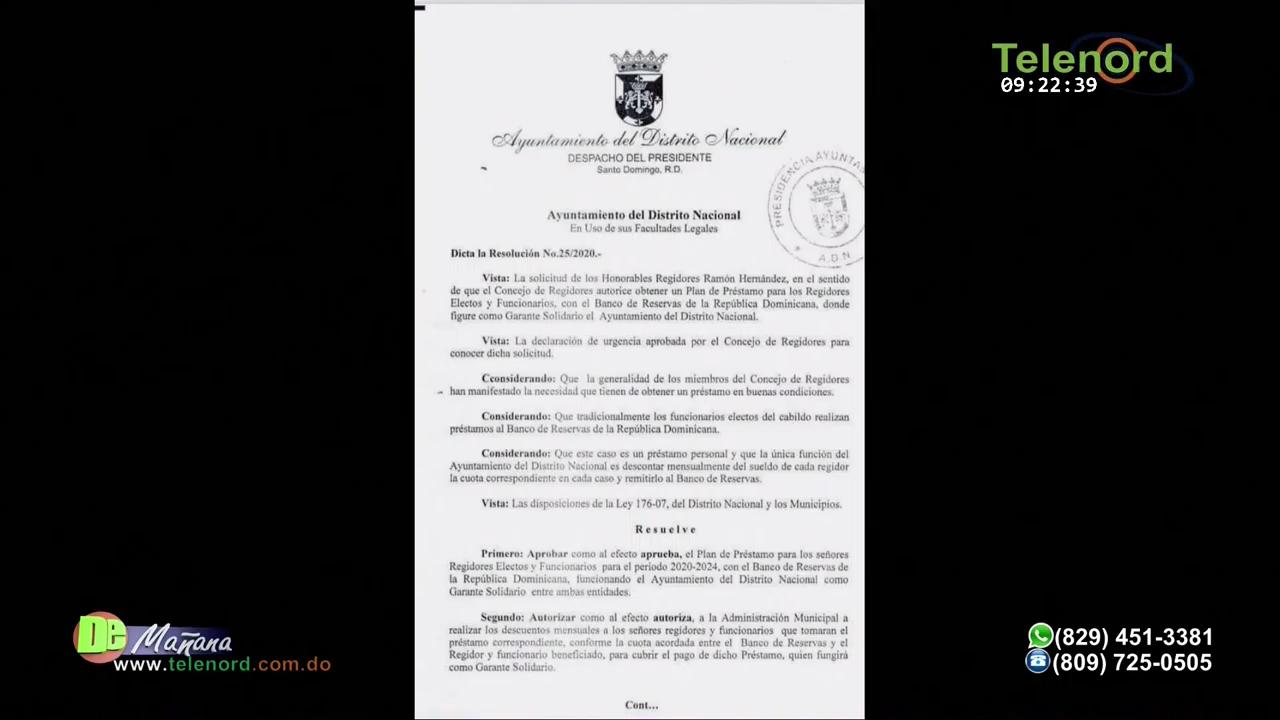 Telenord
09:22:39
Ayuntamiento del Distrito Nacional
DESPACHO DEL PRESIDENTE
Santo Domingo, R.D.
PRESIDENCIA AYUNTA
A.D.N
Ayuntamiento del Distrito Nacional
En Uso de sus Facultades Legales
Dicta la Resolución No.25/2020.-
Vista: La solicitud de los Honorables Regidores Ramón Hernández, en el sentido
de que el Concejo de Regidores autorice obtener un Plan de Préstamo para los Regidores
Electos y Funcionarios, con el Banco de Reservas de la República Dominicana, donde
figure como Garante Solidario el Ayuntamiento del Distrito Nacional.
Vista: La declaración de urgencia aprobada por el Concejo de Regidores para
conocer dicha solicitud.
Cconsiderando: Que la generalidad de los miembros del Concejo de Regidores
han manifestado la necesidad que tienen de obtener un préstamo en buenas condiciones.
Considerando: Que tradicionalmente los funcionarios electos del cabildo realizan
préstamos al Banco de Reservas de la República Dominicana.
Considerando: Que este caso es un préstamo personal y que la única función del
Ayuntamiento del Distrito Nacional es descontar mensualmente del sueldo de cada regidor
la cuota correspondiente en cada caso y remitirlo al Banco de Reservas.
Vista: Las disposiciones de la Ley 176-07, del Distrito Nacional y los Municipios.
Resuelve
Primero: Aprobar como al efecto aprueba, el Plan de Préstamo para los señores
Regidores Electos y Funcionarios para el periodo 2020-2024, con el Banco de Reservas de
la República Dominicana, funcionando el Ayuntamiento del Distrito Nacional como
Garante Solidario entre ambas entidades.
Segundo: Autorizar como al efecto autoriza, a la Administración Municipal a
realizar los descuentos mensuales a los señores regidores y funcionarios que tomaran el
préstamo correspondiente, conforme la cuota acordada entre el Banco de Reservas y el
Regidor y funcionario beneficiado, para cubrir el pago de dicho Préstamo, quien fungirá
como Garante Solidario.
Cont...
De Mañana
www.telenord.com.do
(829) 451-3381
(809) 725-0505